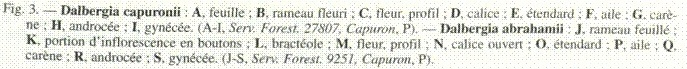 Fig. 3. — Dalbergia capuronii : A, feuille ; B, rameau fleuri ; C, fleur, profil ; D, calice ; E, étendard ; F, aile ; G, carè-
ne ; H, androcée ; I, gynécée. (A-I, Serv. Forest. 27807, Capuron, P). — Dalbergia abrahamii : J, rameau feuillé ;
K, portion d'inflorescence en boutons ; L, bractéole ; M, fleur, profil ; N, calice ouvert ; O, étendard ; P, aile ; Q,
carène ; R, androcée ; S, gynécée. (J-S, Serv. Forest. 9251, Capuron, P).